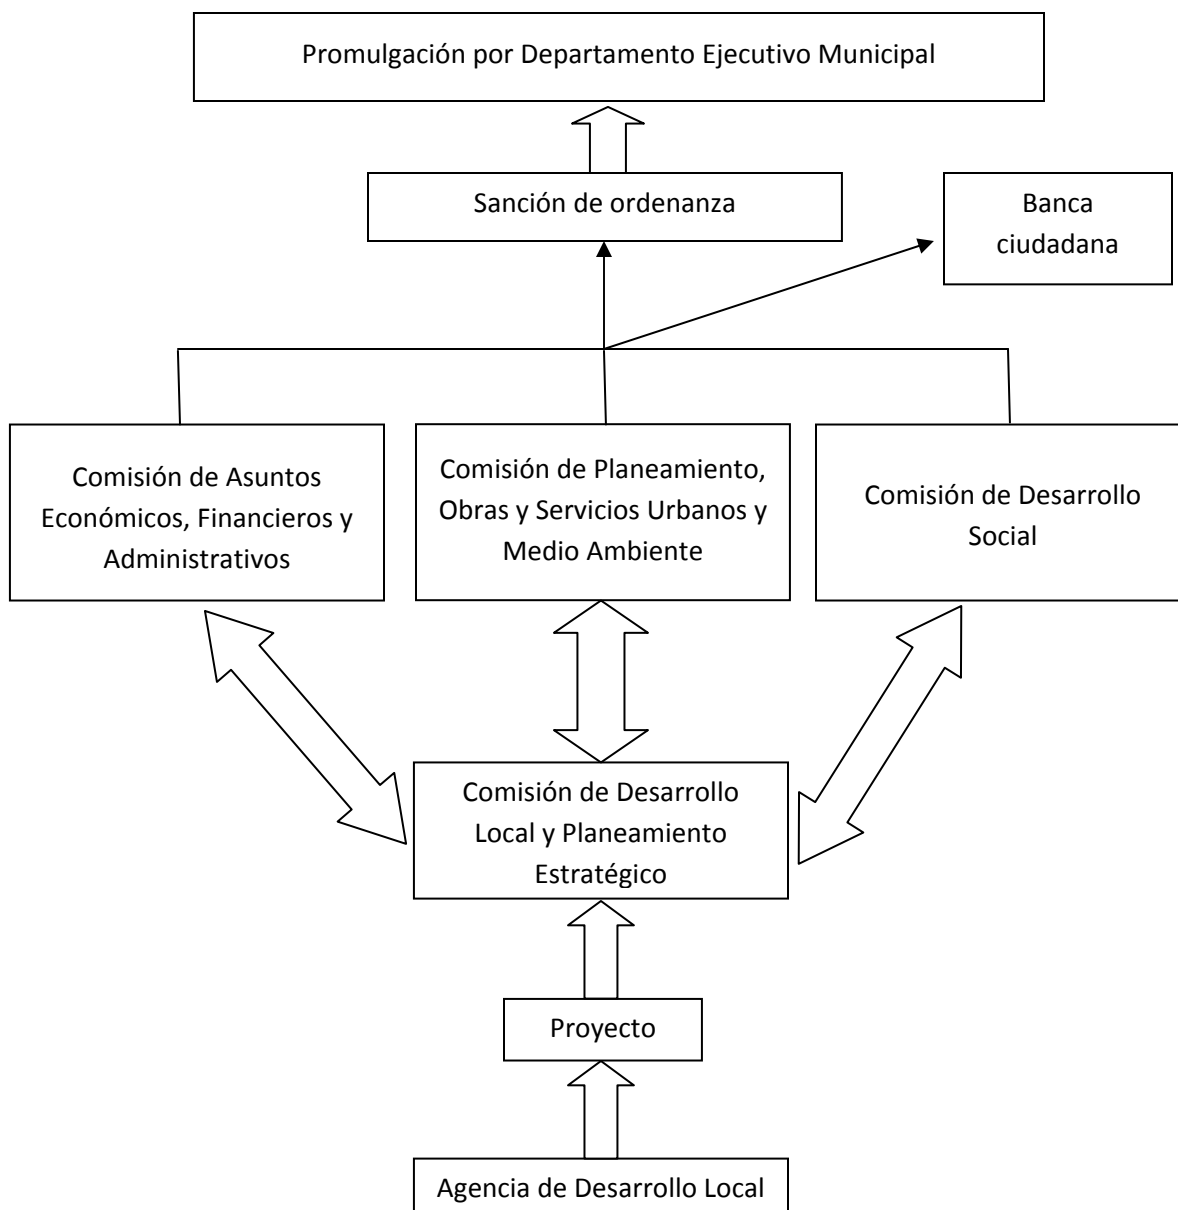 Promulgación por Departamento Ejecutivo Municipal
Sanción de ordenanza
Banca
ciudadana
Comisión de Asuntos
Económicos, Financieros y
Administrativos
Comisión de Planeamiento,
Obras y Servicios Urbanos y
Medio Ambiente
Comisión de Desarrollo
Social
Comisión de Desarrollo
Local y Planeamiento
Estratégico
Proyecto
Agencia de Desarrollo Local